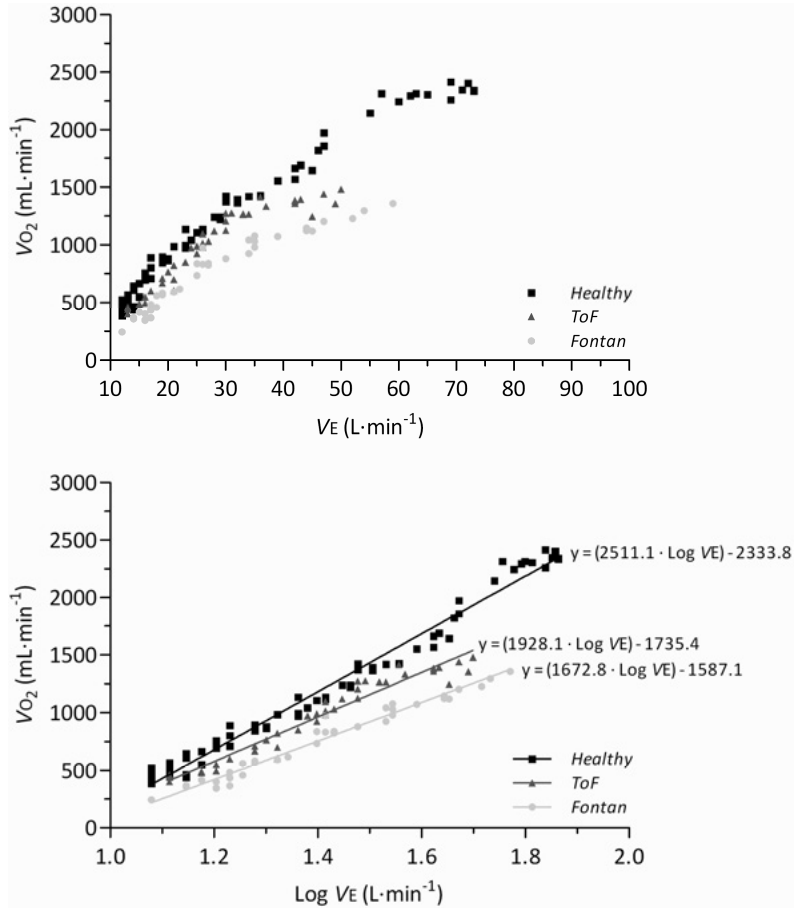 3000
2500
2000
1500
1000
500
0
VO2 (mL·min-1)
Healthy
ToF
Fontan
10 20 30 40 50 60 70 80 90 100
VE (L·min-1)
3000
2500
2000
1500
1000
500
0
VO2 (mL·min-1)
y = (2511.1 · Log VE) - 2333.8
y = (1928.1 · Log VE) - 1735.4
y = (1672.8 · Log VE) - 1587.1
Healthy
ToF
Fontan
1.0 1.2 1.4 1.6 1.8 2.0
Log VE (L·min-1)